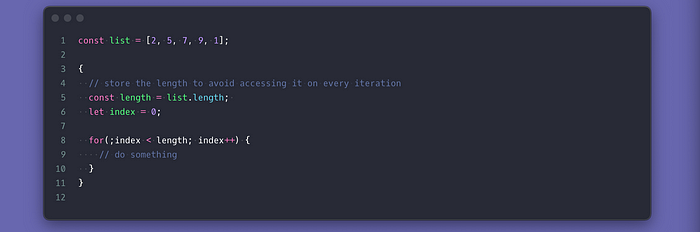 1 const list = [2, 5, 7, 9, 1];
2
3 {
4   // store the length to avoid accessing it on every iteration
5   const length = list.length;
6   let index = 0;
7
8   for(;index < length; index++) {
9     // do something
10   }
11 }
12